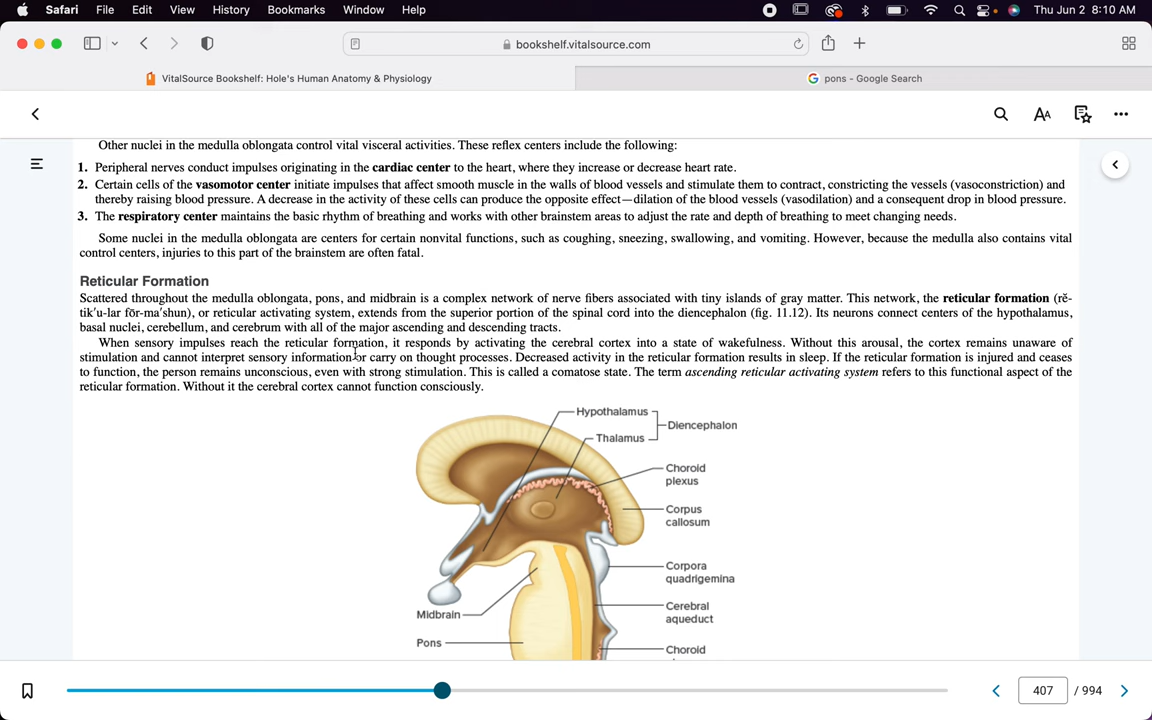 Safari File Edit View History Bookmarks Window Help Thu Jun 2 8:10 AM
bookshelf.vitalsource.com
VitalSource Bookshelf: Hole's Human Anatomy & Physiology
pons - Google Search
AA
Other nuclei in the medulla oblongata control vital visceral activities. These reflex centers include the following:
1. Peripheral nerves conduct impulses originating in the cardiac center to the heart, where they increase or decrease heart rate.
2. Certain cells of the vasomotor center initiate impulses that affect smooth muscle in the walls of blood vessels and stimulate them to contract, constricting the vessels (vasoconstriction) and
thereby raising blood pressure. A decrease in the activity of these cells can produce the opposite effect—dilation of the blood vessels (vasodilation) and a consequent drop in blood pressure.
3. The respiratory center maintains the basic rhythm of breathing and works with other brainstem areas to adjust the rate and depth of breathing to meet changing needs.
Some nuclei in the medulla oblongata are centers for certain nonvital functions, such as coughing, sneezing, swallowing, and vomiting. However, because the medulla also contains vital
control centers, injuries to this part of the brainstem are often fatal.
Reticular Formation
Scattered throughout the medulla oblongata, pons, and midbrain is a complex network of nerve fibers associated with tiny islands of gray matter. This network, the reticular formation (rĕ-
tik′u-lar fōr-ma′shun), or reticular activating system, extends from the superior portion of the spinal cord into the diencephalon (fig. 11.12). Its neurons connect centers of the hypothalamus,
basal nuclei, cerebellum, and cerebrum with all of the major ascending and descending tracts.
When sensory impulses reach the reticular formation, it responds by activating the cerebral cortex into a state of wakefulness. Without this arousal, the cortex remains unaware of
stimulation and cannot interpret sensory information or carry on thought processes. Decreased activity in the reticular formation results in sleep. If the reticular formation is injured and ceases
to function, the person remains unconscious, even with strong stimulation. This is called a comatose state. The term ascending reticular activating system refers to this functional aspect of the
reticular formation. Without it the cerebral cortex cannot function consciously.
Hypothalamus
Diencephalon
Thalamus
Choroid
plexus
Corpus
callosum
Corpora
quadrigemina
Midbrain
Cerebral
aqueduct
Pons
Choroid
407 / 994